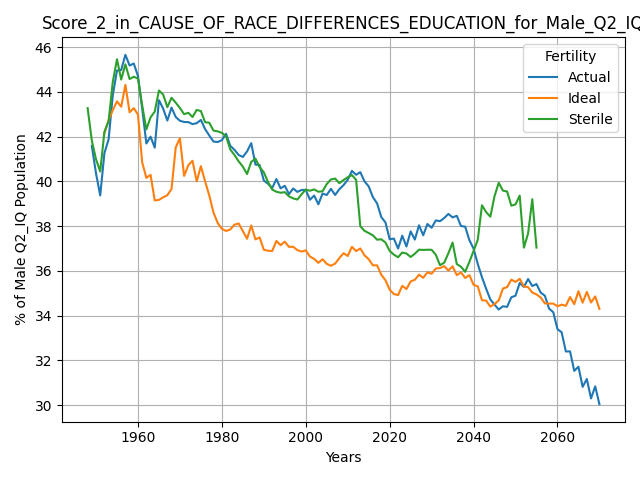 Score_2_in_CAUSE_OF_RACE_DIFFERENCES_EDUCATION_for_Male_Q2_IQ
Fertility
Actual
Ideal
Sterile
% of Male Q2_IQ Population
46
44
42
40
38
36
34
32
30
1960 1980 2000 2020 2040 2060
Years